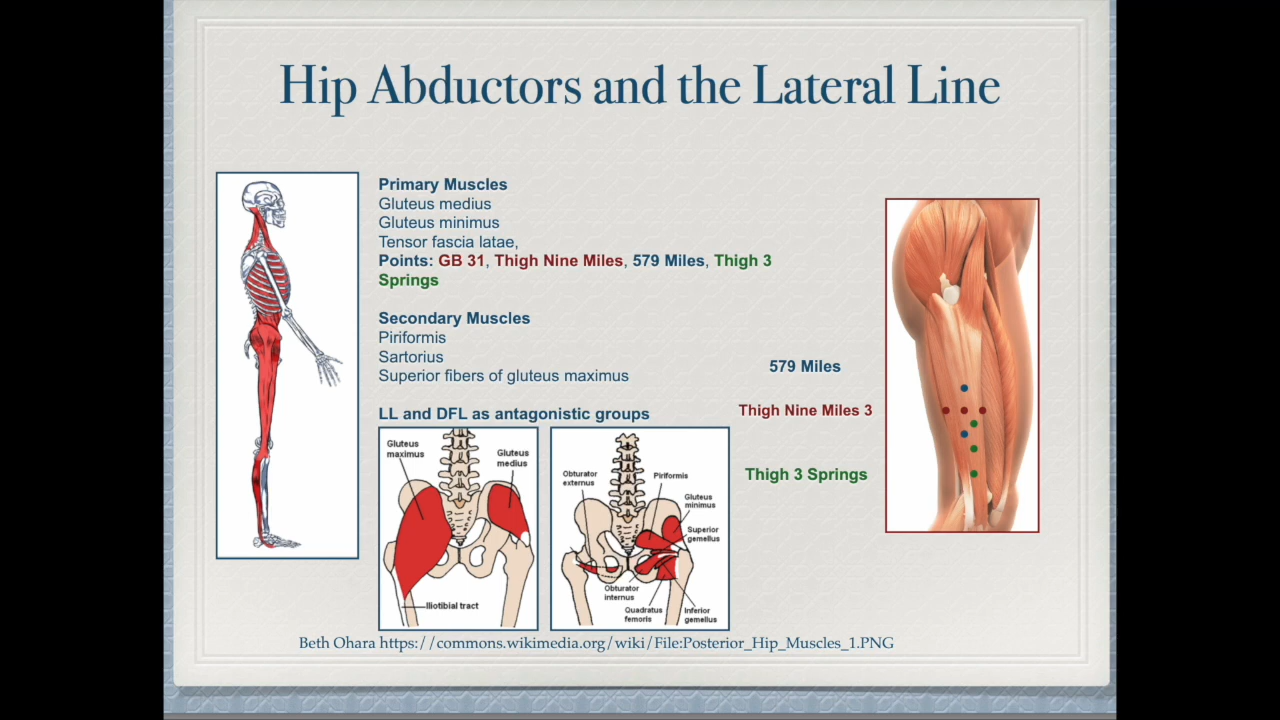 Hip Abductors and the Lateral Line
Primary Muscles
Gluteus medius
Gluteus minimus
Tensor fascia latae,
Points: GB 31, Thigh Nine Miles, 579 Miles, Thigh 3
Springs
Secondary Muscles
Piriformis
Sartorius
Superior fibers of gluteus maximus
LL and DFL as antagonistic groups
Gluteus
maximus
Gluteus
medius
Iliotibial tract
Obturator
externus
Piriformis
Gluteus
minimus
Superior
gemellus
Obturator
internus
Quadratus
femoris
Inferior
gemellus
579 Miles
Thigh Nine Miles 3
Thigh 3 Springs
Beth Ohara https://commons.wikimedia.org/wiki/File:Posterior_Hip_Muscles_1.PNG